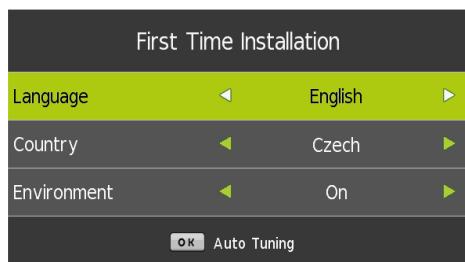 First Time Installation
Language English
Country Czech
Environment On
OK Auto Tuning